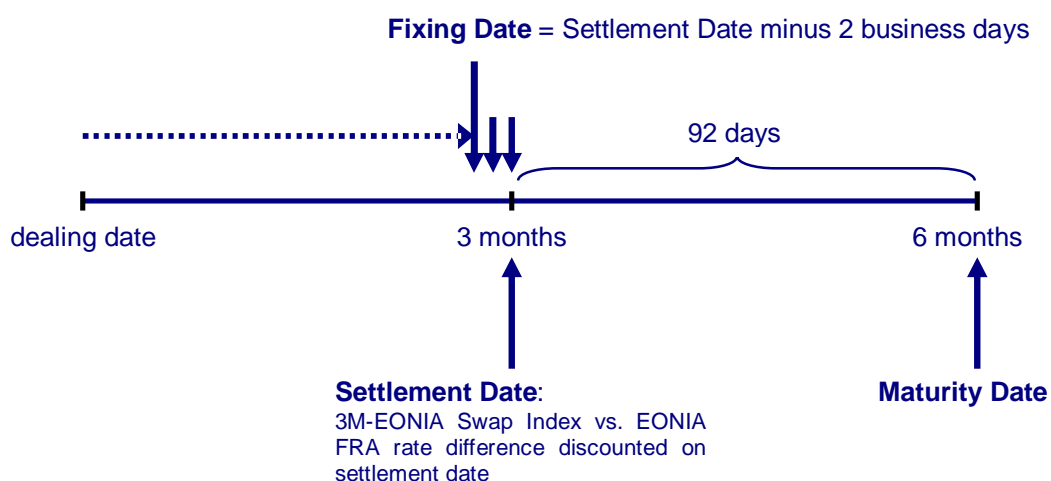 Fixing Date = Settlement Date minus 2 business days
92 days
dealing date
3 months
6 months
Settlement Date:
3M-EONIA Swap Index vs. EONIA
FRA rate difference discounted on
settlement date
Maturity Date